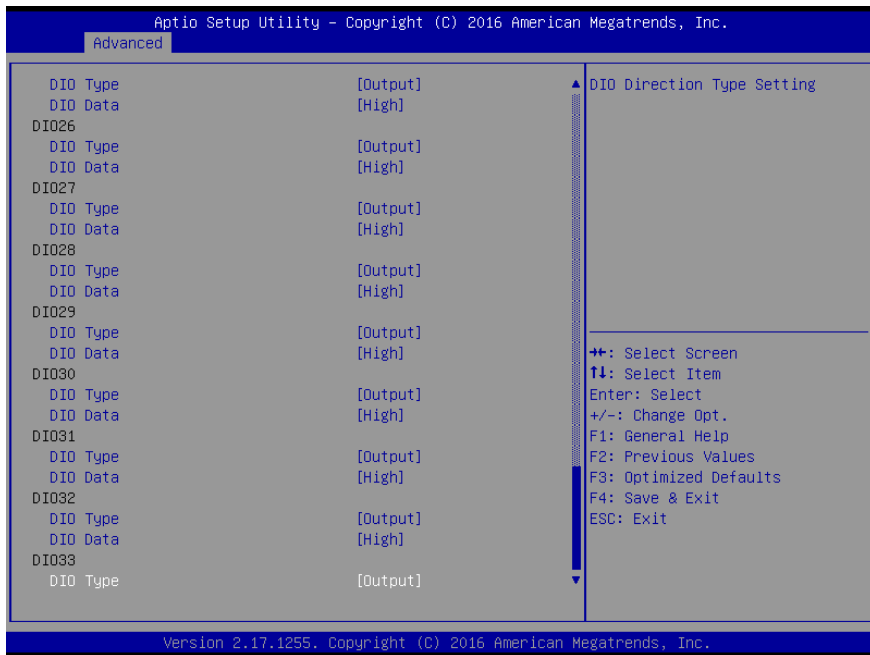 Aptio Setup Utility – Copyright (C) 2016 American Megatrends, Inc.
Advanced
DIO Type [Output]
DIO Data [High]
DIO26
DIO Type [Output]
DIO Data [High]
DIO27
DIO Type [Output]
DIO Data [High]
DIO28
DIO Type [Output]
DIO Data [High]
DIO29
DIO Type [Output]
DIO Data [High]
DIO30
DIO Type [Output]
DIO Data [High]
DIO31
DIO Type [Output]
DIO Data [High]
DIO32
DIO Type [Output]
DIO Data [High]
DIO33
DIO Type [Output]
DIO Direction Type Setting
→←: Select Screen
↑↓: Select Item
Enter: Select
+/-: Change Opt.
F1: General Help
F2: Previous Values
F3: Optimized Defaults
F4: Save & Exit
ESC: Exit
Version 2.17.1255. Copyright (C) 2016 American Megatrends, Inc.